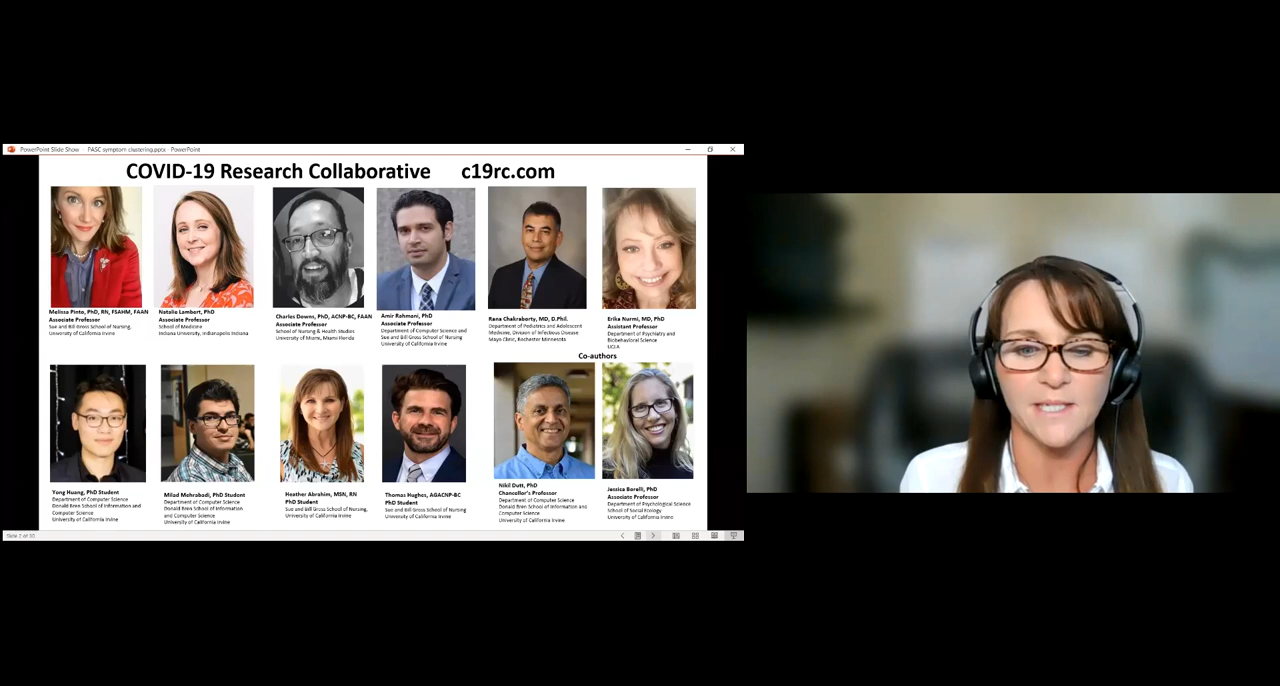 PowerPoint Slide Show - PASC symptom clustering.pptx - PowerPoint
COVID-19 Research Collaborative c19rc.com
Melissa Pinto, PhD, RN, FSAHM, FAAN
Associate Professor
Sue and Bill Gross School of Nursing,
University of California Irvine
Natalie Lambert, PhD
Associate Professor
School of Medicine
Indiana University, Indianapolis Indiana
Charles Downs, PhD, ACNP-BC, FAAN
Associate Professor
School of Nursing & Health Studies
University of Miami, Miami Florida
Amir Rahmani, PhD
Associate Professor
Department of Computer Science and
Sue and Bill Gross School of Nursing
University of California Irvine
Rana Chakraborty, MD, D.Phil.
Department of Pediatrics and Adolescent
Medicine, Division of Infectious Disease
Mayo Clinic, Rochester Minnesota
Erika Nurmi, MD, PhD
Assistant Professor
Department of Psychiatry and
Biobehavioral Science
UCLA
Co-authors
Yong Huang, PhD Student
Department of Computer Science
Donald Bren School of Information and
Computer Science
University of California Irvine
Milad Mehrabadi, PhD Student
Department of Computer Science
Donald Bren School of Information
and Computer Science
University of California Irvine
Heather Abrahim, MSN, RN
PhD Student
Sue and Bill Gross School of Nursing,
University of California Irvine
Thomas Hughes, AGACNP-BC
PhD Student
Sue and Bill Gross School of Nursing
University of California Irvine
Nikil Dutt, PhD
Chancellor's Professor
Department of Computer Science
Donald Bren School of Information and
Computer Science
University of California Irvine
Jessica Borelli, PhD
Associate Professor
Department of Psychological Science
School of Social Ecology
University of California Irvine
Slide 2 of 10